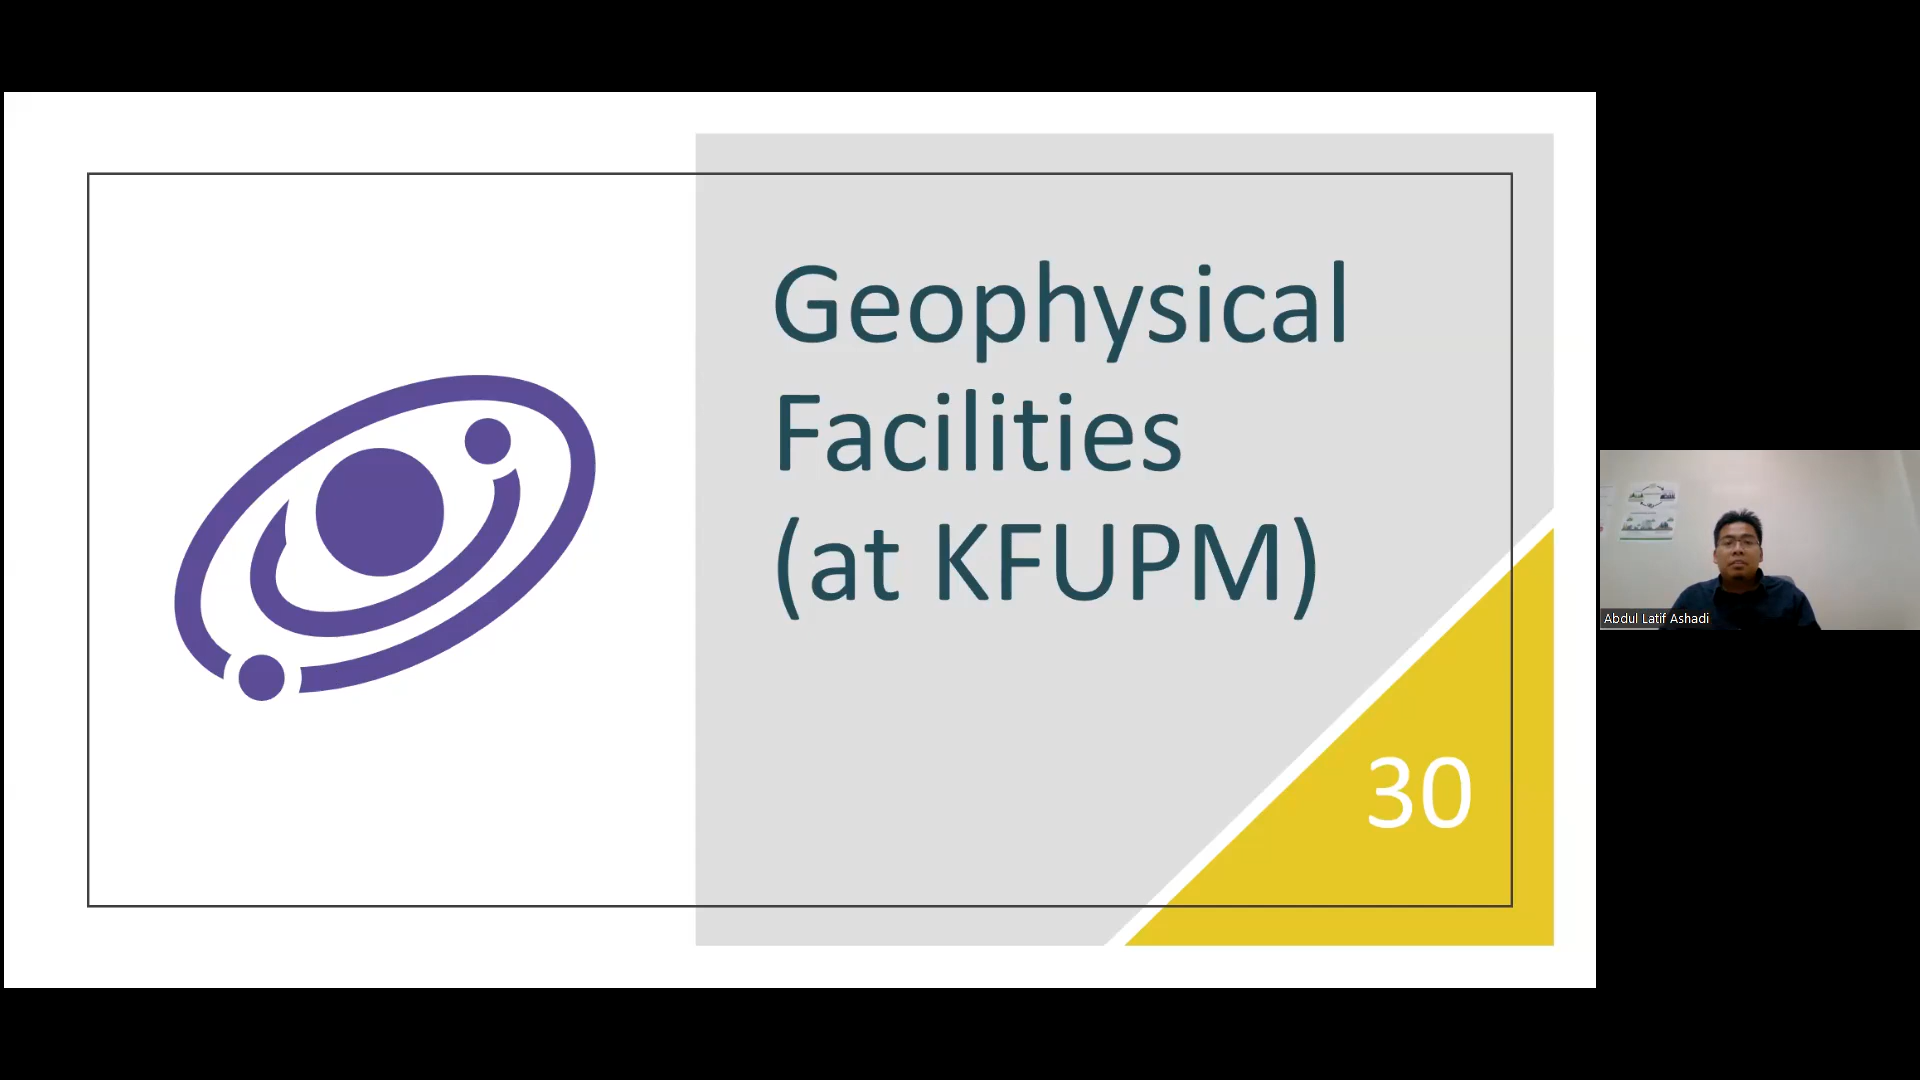 Geophysical
Facilities
(at KFUPM)
30
Abdul Latif Ashadi